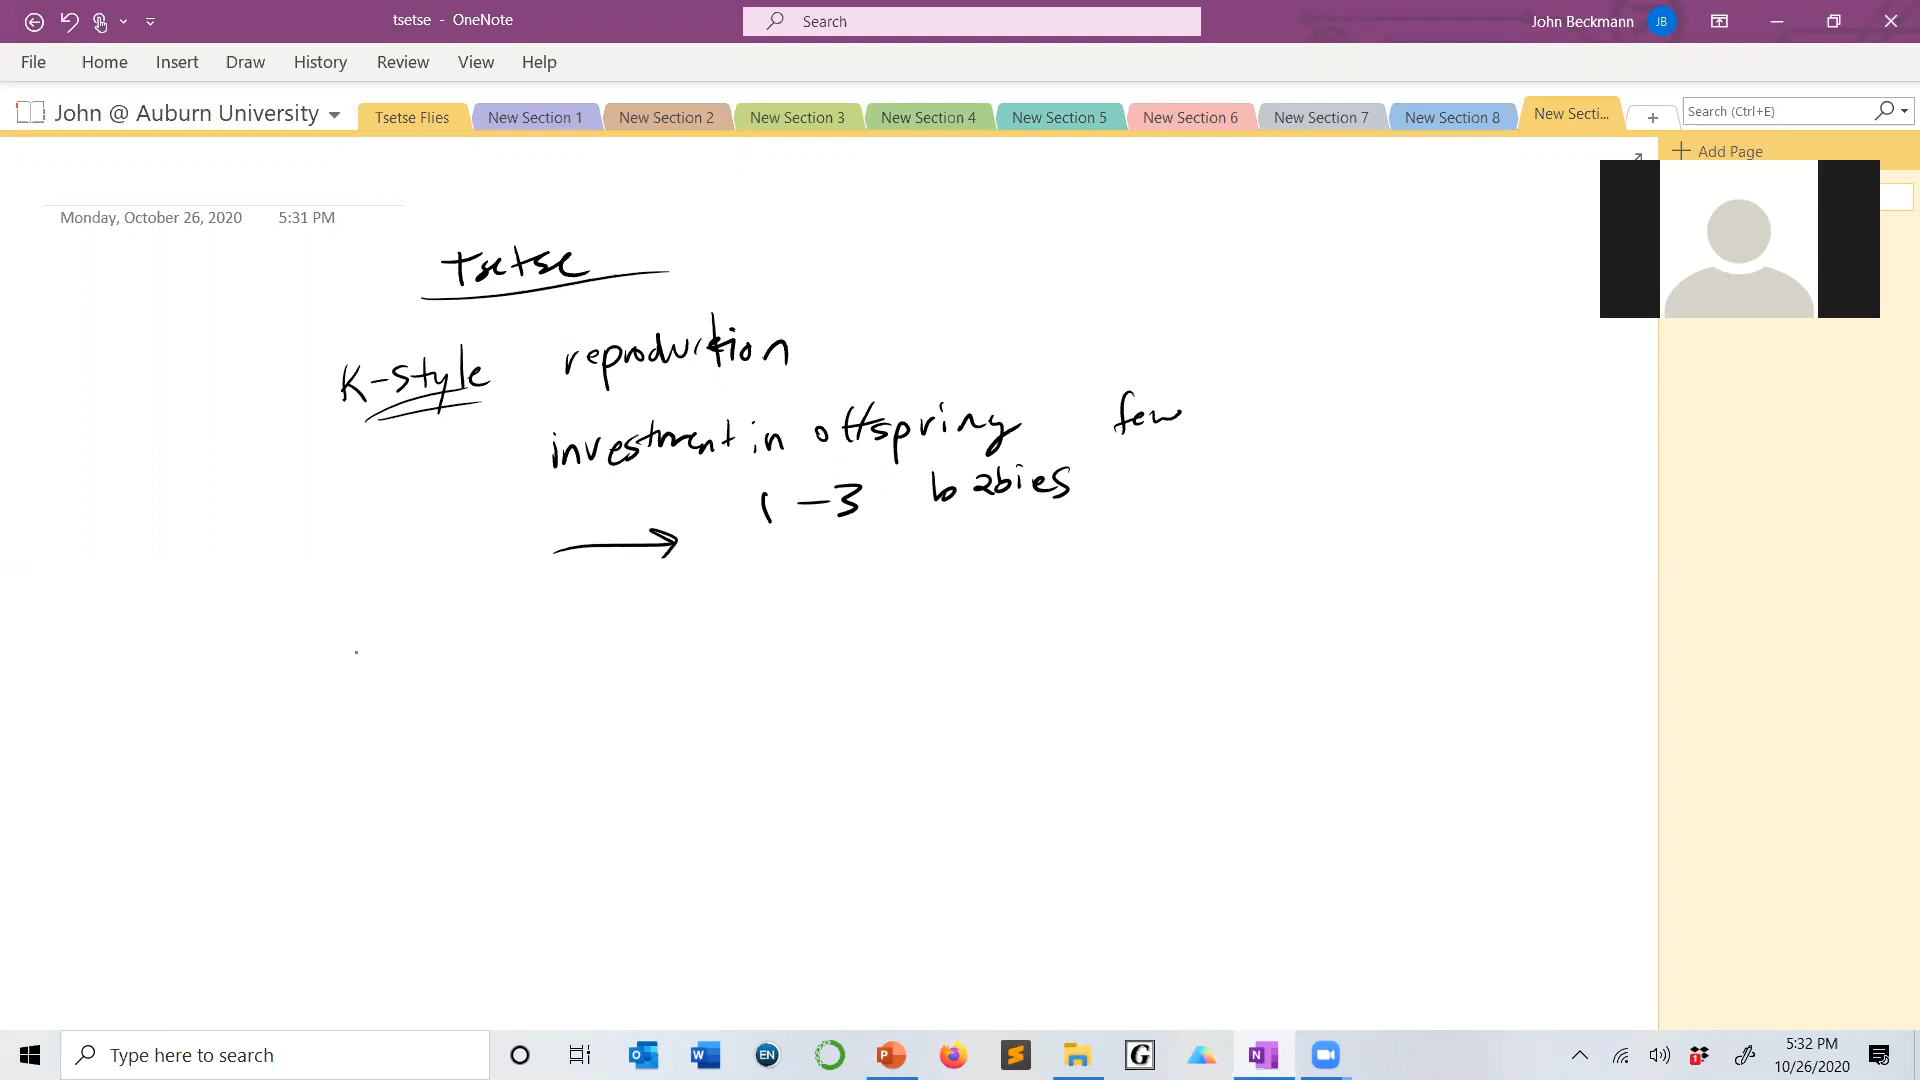 tsetse - OneNote
Search
John Beckmann
JB
File Home Insert Draw History Review View Help
John @ Auburn University
Tsetse Flies New Section 1 New Section 2 New Section 3 New Section 4 New Section 5 New Section 6 New Section 7 New Section 8 New Secti... +
Search (Ctrl+E)
Add Page
Monday, October 26, 2020 5:31 PM
tsetse
K-style reproduction
investment in offspring few
1-3 babies
Type here to search
O W EN P S G N 1
5:32 PM
10/26/2020